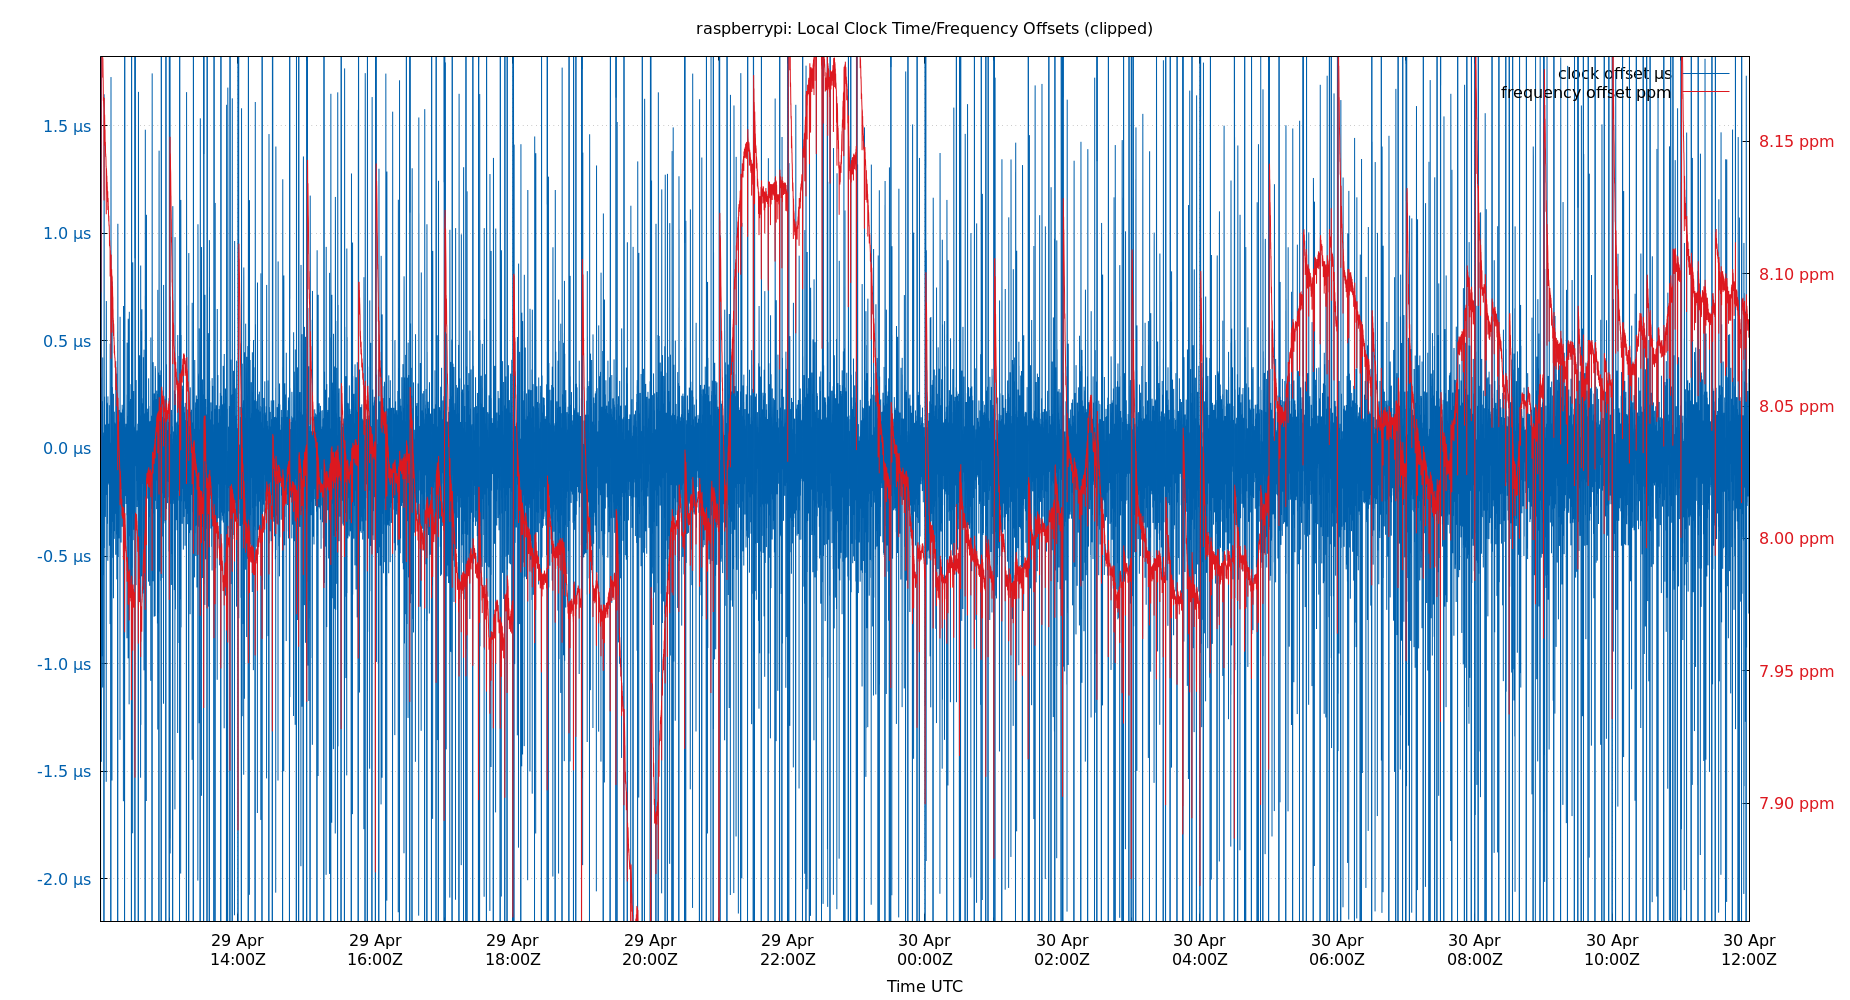 raspberrypi: Local Clock Time/Frequency Offsets (clipped)
clock offset µs
frequency offset ppm
1.5 µs
1.0 µs
0.5 µs
0.0 µs
-0.5 µs
-1.0 µs
-1.5 µs
-2.0 µs
8.15 ppm
8.10 ppm
8.05 ppm
8.00 ppm
7.95 ppm
7.90 ppm
29 Apr 29 Apr 29 Apr 29 Apr 29 Apr 30 Apr 30 Apr 30 Apr 30 Apr 30 Apr 30 Apr 30 Apr
14:00Z 16:00Z 18:00Z 20:00Z 22:00Z 00:00Z 02:00Z 04:00Z 06:00Z 08:00Z 10:00Z 12:00Z
Time UTC